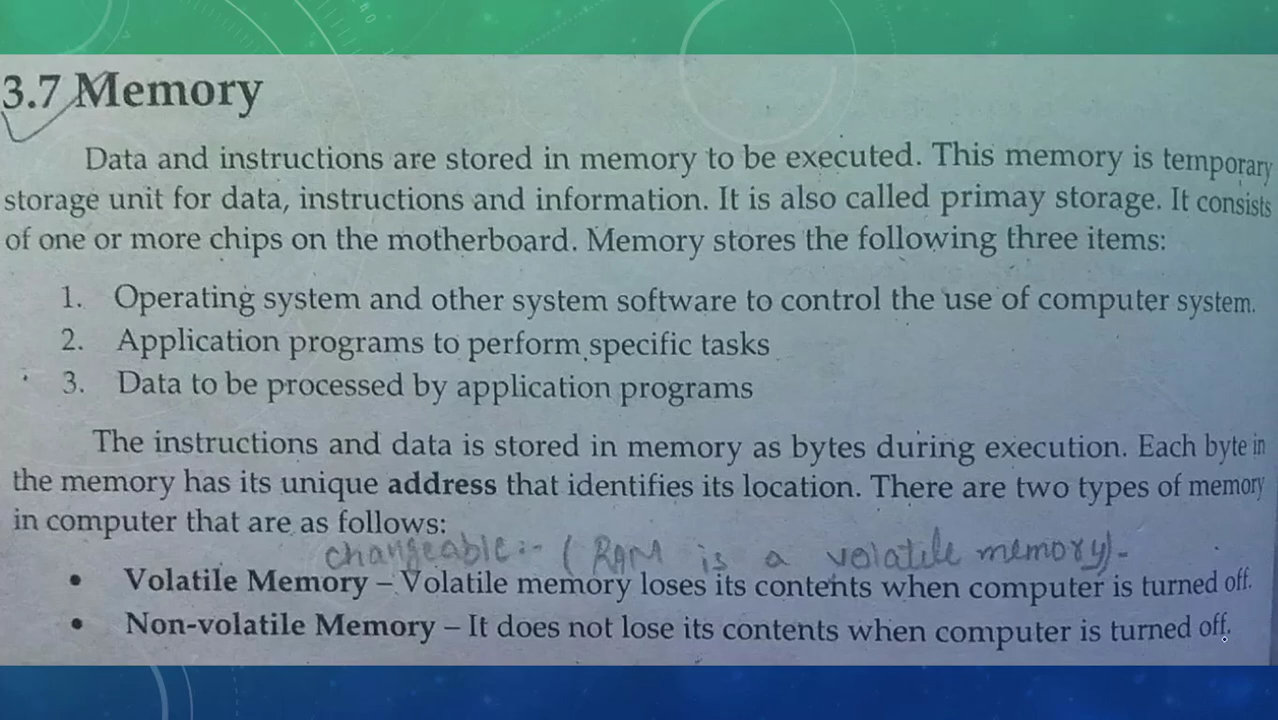 3.7 Memory
Data and instructions are stored in memory to be executed. This memory is temporary
storage unit for data, instructions and information. It is also called primay storage. It consists
of one or more chips on the motherboard. Memory stores the following three items:
1. Operating system and other system software to control the use of computer system.
2. Application programs to perform specific tasks
3. Data to be processed by application programs
The instructions and data is stored in memory as bytes during execution. Each byte in
the memory has its unique address that identifies its location. There are two types of memory
in computer that are as follows:
changeable:- (RAM is a volatile memory)-
• Volatile Memory – Volatile memory loses its contents when computer is turned off.
• Non-volatile Memory – It does not lose its contents when computer is turned off.